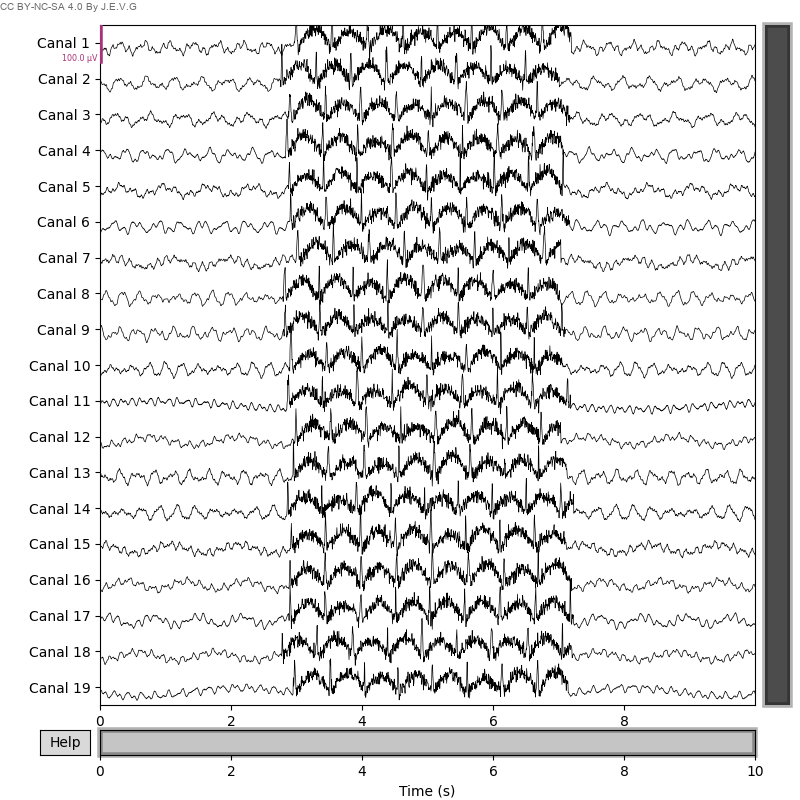 CC BY-NC-SA 4.0 By J.E.V.G
Canal 1
100.0 µV
Canal 2
Canal 3
Canal 4
Canal 5
Canal 6
Canal 7
Canal 8
Canal 9
Canal 10
Canal 11
Canal 12
Canal 13
Canal 14
Canal 15
Canal 16
Canal 17
Canal 18
Canal 19
0 2 4 6 8
Help
0 2 4 6 8 10
Time (s)